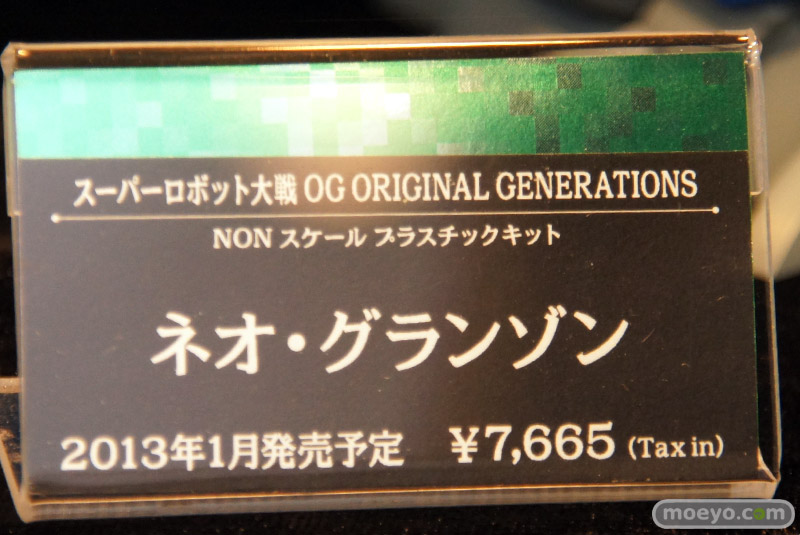 スーパーロボット大戦 OG ORIGINAL GENERATIONS
NON スケール プラスチックキット
ネオ・グランゾン
2013年1月発売予定 ¥7,665 (Tax in)
moeyo.com